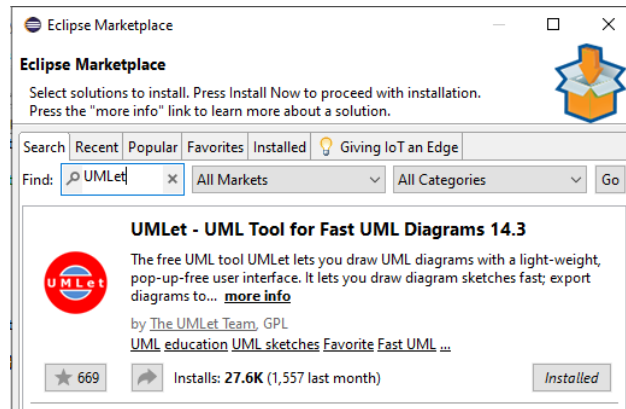 Eclipse Marketplace
Eclipse Marketplace
Select solutions to install. Press Install Now to proceed with installation.
Press the "more info" link to learn more about a solution.
Search Recent Popular Favorites Installed Giving IoT an Edge
Find: UMLet All Markets All Categories Go
UMLet - UML Tool for Fast UML Diagrams 14.3
The free UML tool UMLet lets you draw UML diagrams with a light-weight,
pop-up-free user interface. It lets you draw diagram sketches fast; export
diagrams to... more info
UMLet
by The UMLet Team, GPL
UML education UML sketches Favorite Fast UML ...
669 Installs: 27.6K (1,557 last month) Installed